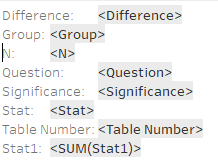 Difference: <Difference>
Group: <Group>
N: <N>
Question: <Question>
Significance: <Significance>
Stat: <Stat>
Table Number: <Table Number>
Stat1: <SUM(Stat1)>